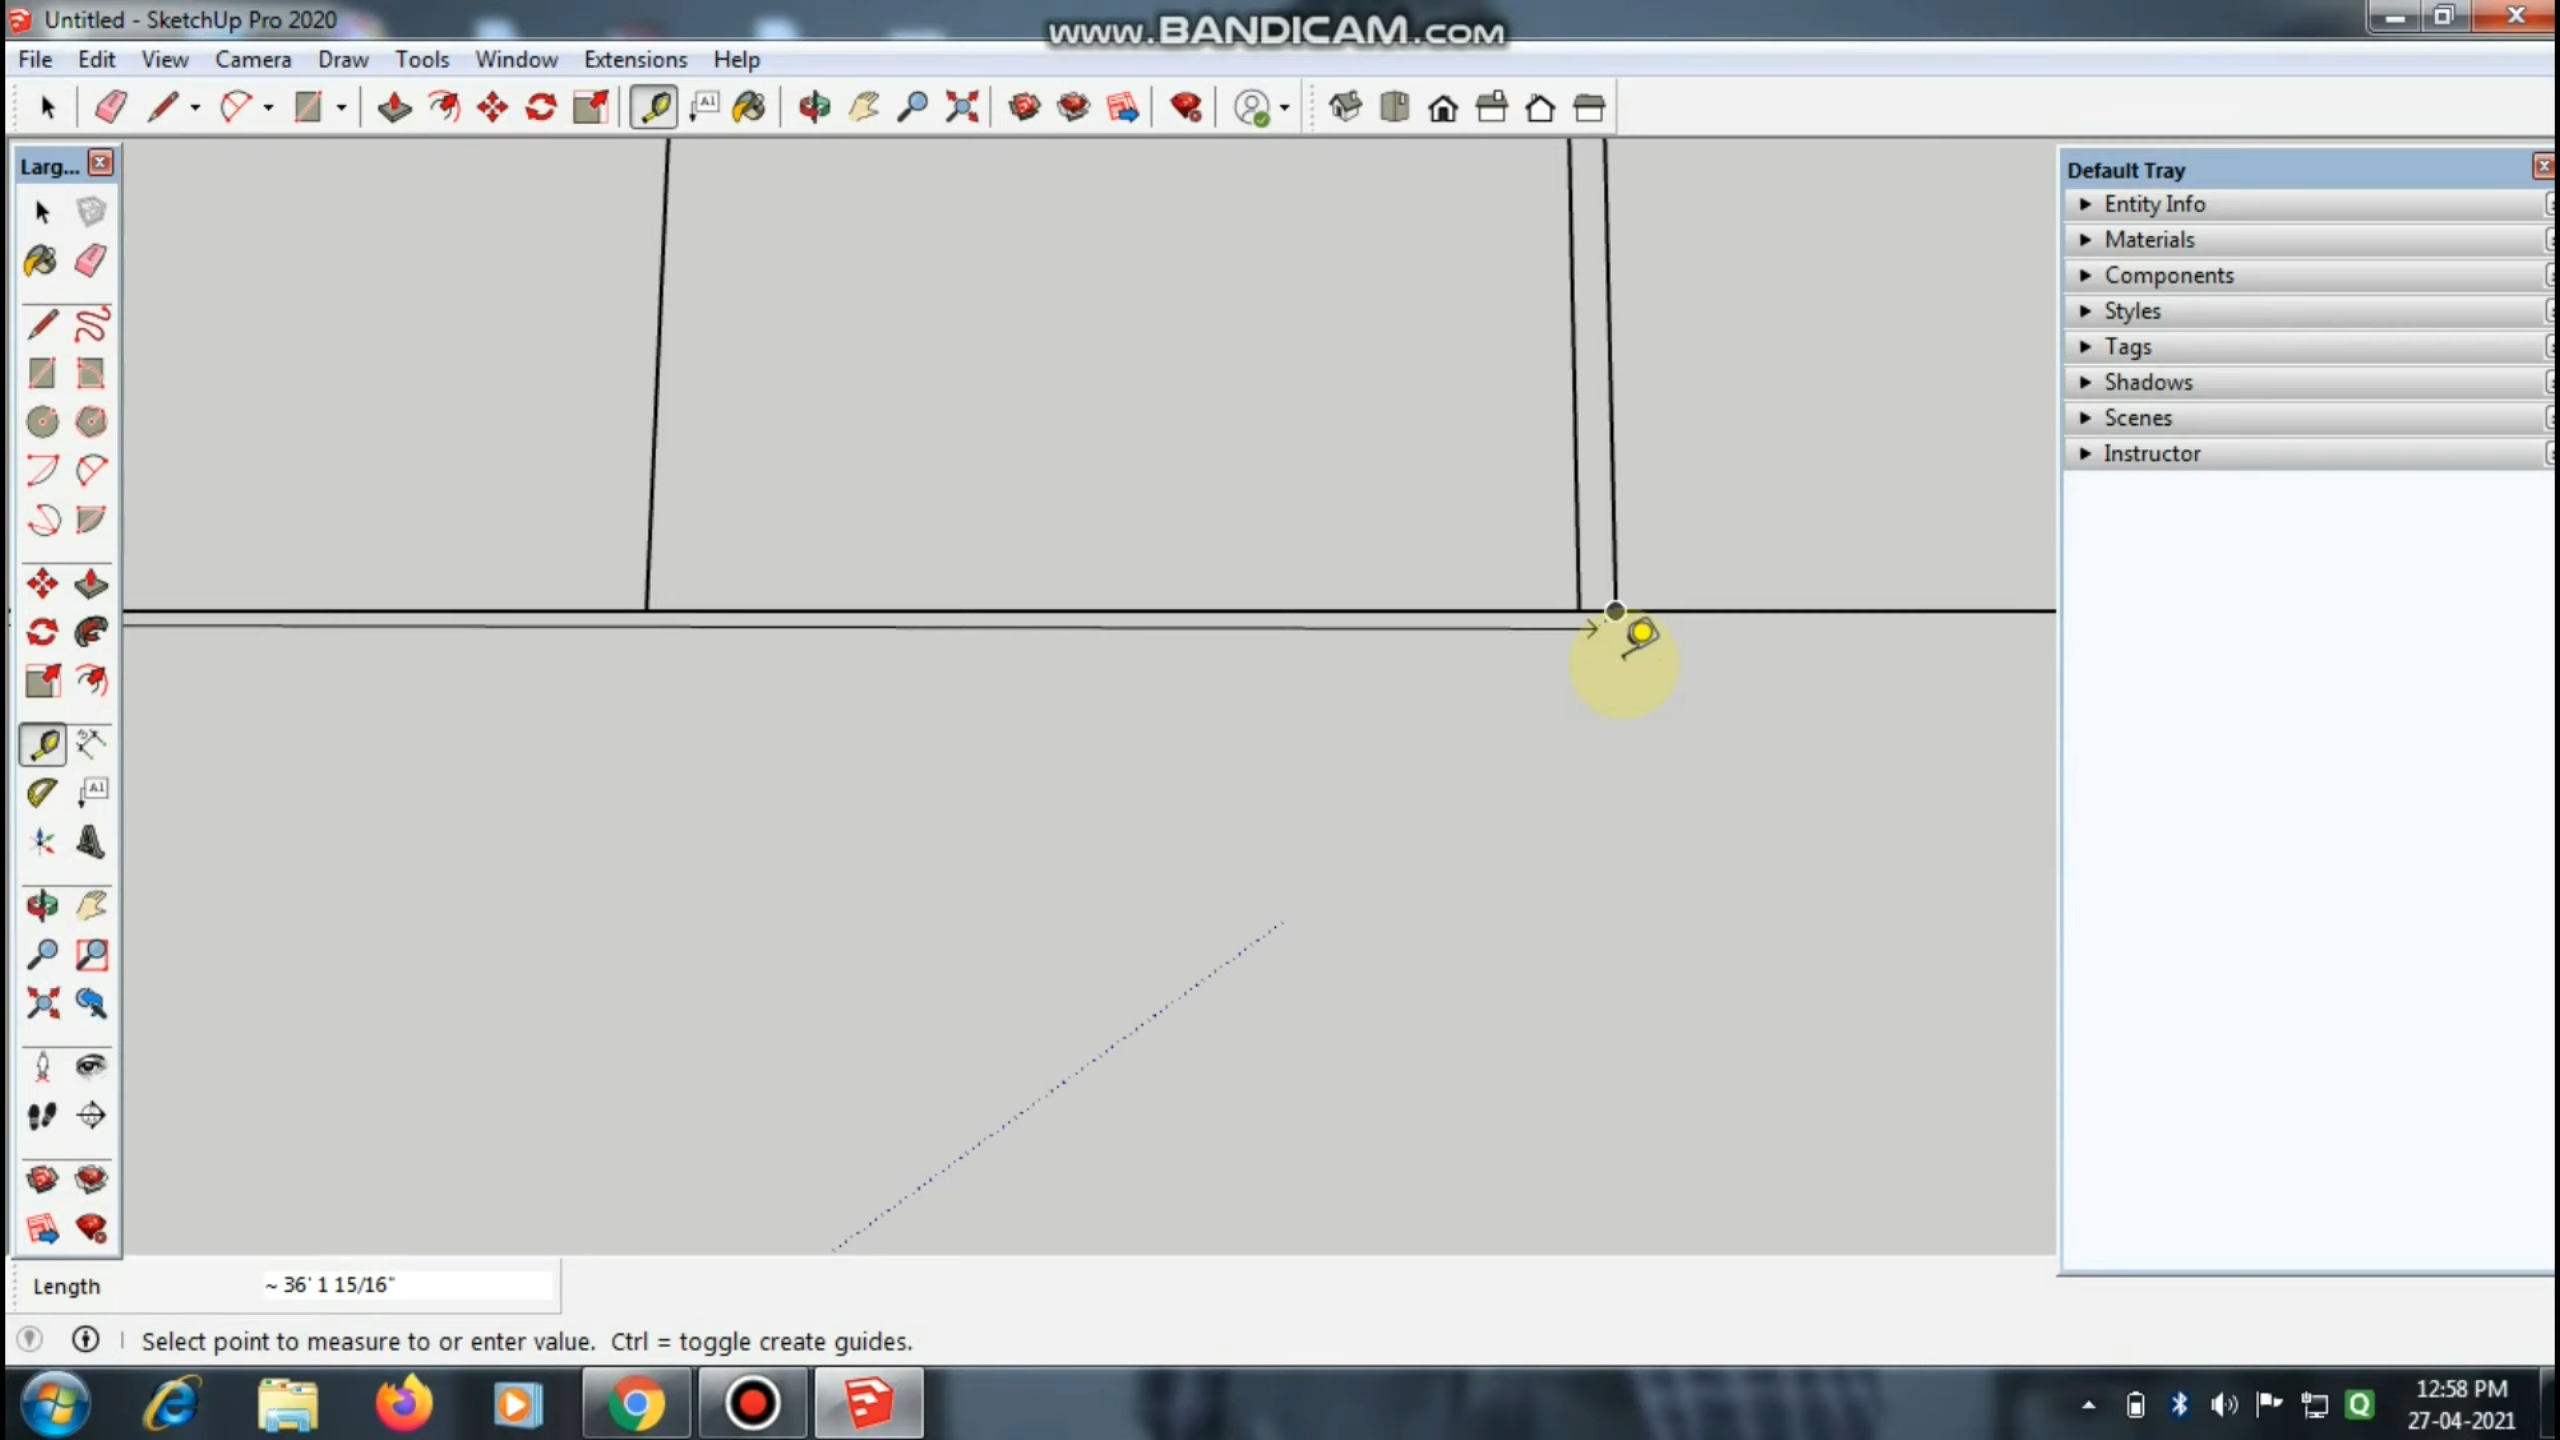 Untitled - SketchUp Pro 2020
www.BANDICAM.com
File Edit View Camera Draw Tools Window Extensions Help
A1
Larg...
Default Tray
Entity Info
Materials
Components
Styles
Tags
Shadows
Scenes
Instructor
A1
Length ~ 36' 1 15/16"
Select point to measure to or enter value. Ctrl = toggle create guides.
12:58 PM
27-04-2021